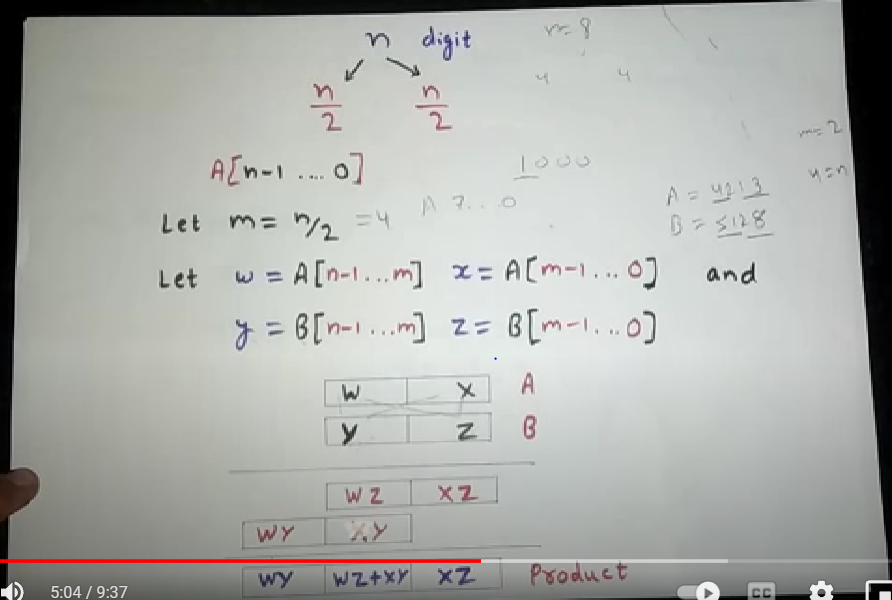 n digit n=8
4 4
n/2 n/2
m=2
A[n-1 .... 0] 1000
4=n
A = 4213
Let m = n/2 =4 A 7...0
B = 5128
Let w = A[n-1...m] x = A[m-1...0] and
y = B[n-1...m] z = B[m-1...0]
W X A
Y Z B
WZ XZ
WY XY
WY WZ+XY XZ Product
5:04 / 9:37 CC